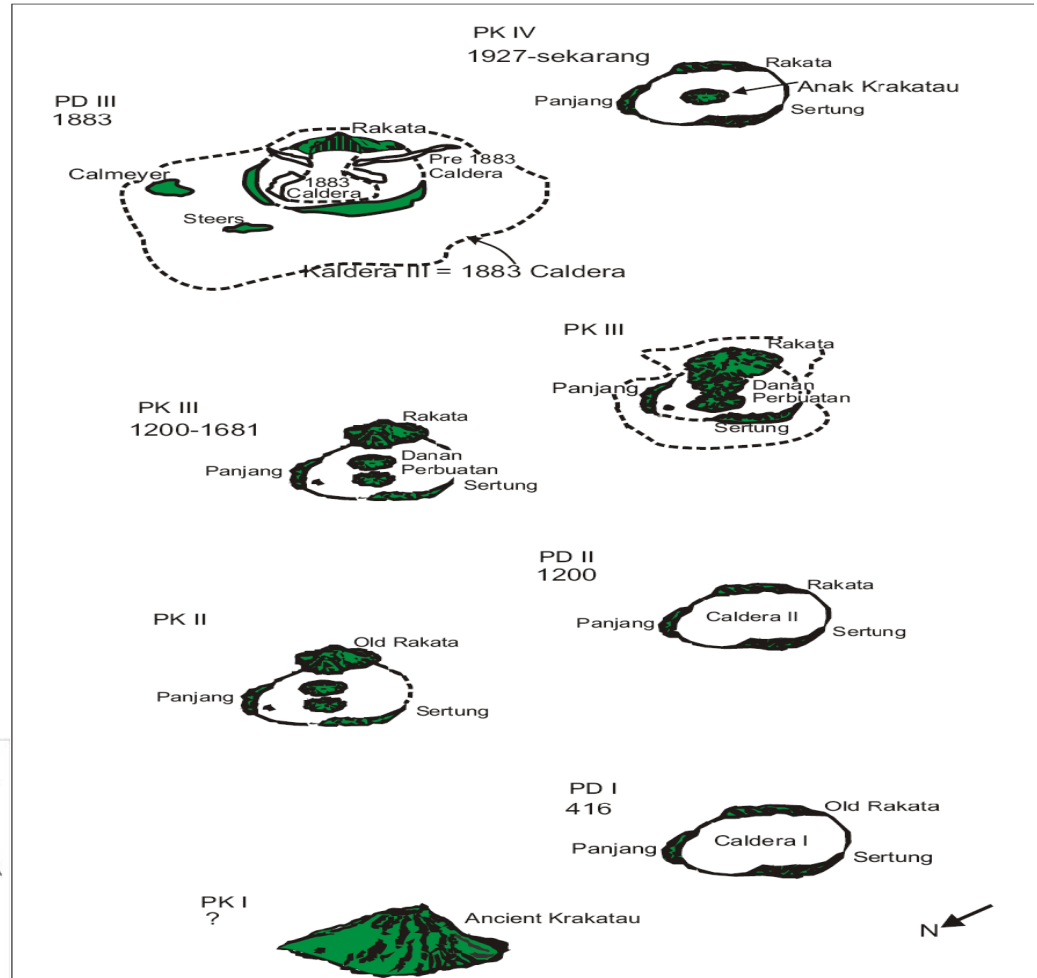 PK IV
1927-sekarang
Rakata
Anak Krakatau
Panjang
Sertung
PD III
1883
Rakata
Pre 1883
Caldera
Calmeyer
1883
Caldera
Steers
Kaldera III = 1883 Caldera
PK III
Rakata
Panjang
Danan
Perbuatan
Sertung
PK III
1200-1681
Rakata
Danan
Perbuatan
Panjang
Sertung
PD II
1200
Rakata
Caldera II
Panjang
Sertung
PK II
Old Rakata
Panjang
Sertung
PD I
416
Old Rakata
Caldera I
Panjang
Sertung
PK I
?
Ancient Krakatau
N